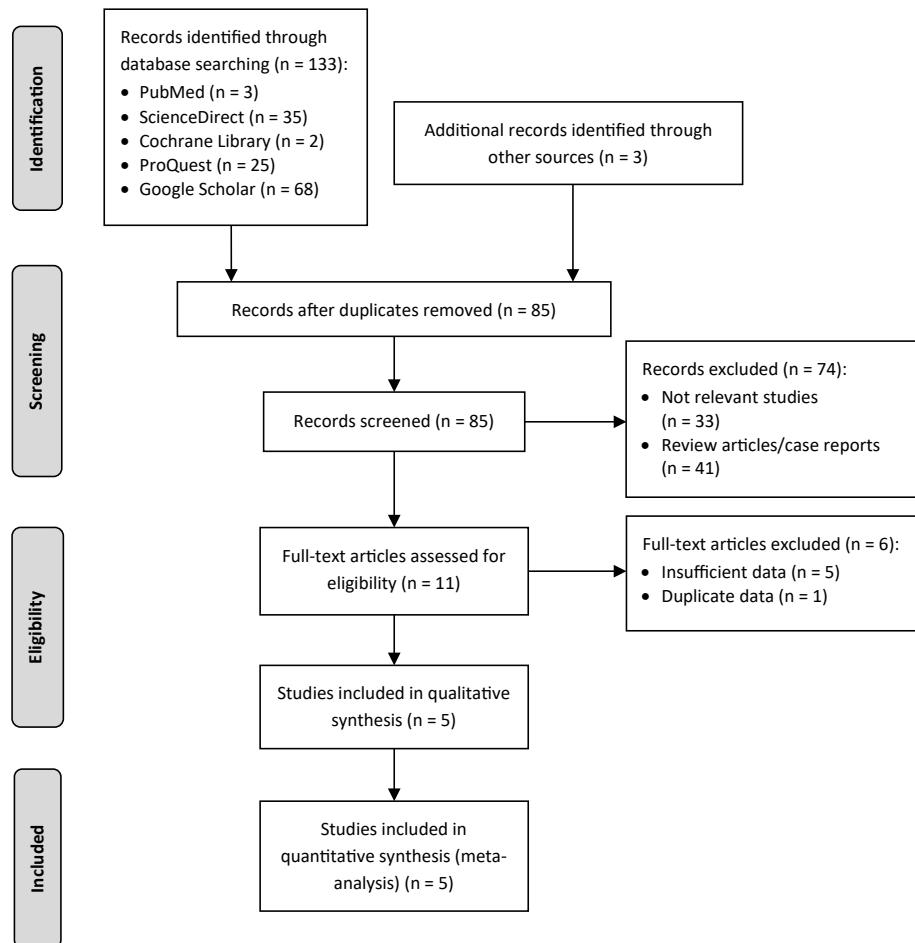 Identification
Records identified through
database searching (n = 133):
• PubMed (n = 3)
• ScienceDirect (n = 35)
• Cochrane Library (n = 2)
• ProQuest (n = 25)
• Google Scholar (n = 68)
Additional records identified through
other sources (n = 3)
Screening
Records after duplicates removed (n = 85)
Records screened (n = 85)
Records excluded (n = 74):
• Not relevant studies
(n = 33)
• Review articles/case reports
(n = 41)
Eligibility
Full-text articles assessed for
eligibility (n = 11)
Full-text articles excluded (n = 6):
• Insufficient data (n = 5)
• Duplicate data (n = 1)
Studies included in qualitative
synthesis (n = 5)
Included
Studies included in
quantitative synthesis (meta-
analysis) (n = 5)